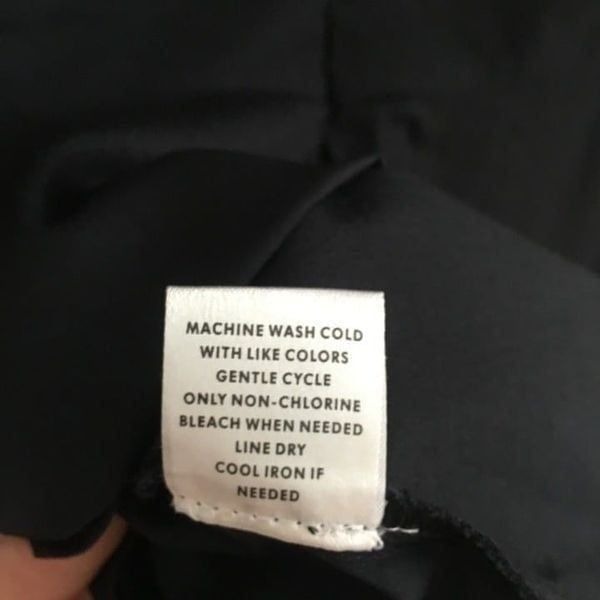 MACHINE WASH COLD
WITH LIKE COLORS
GENTLE CYCLE
ONLY NON-CHLORINE
BLEACH WHEN NEEDED
LINE DRY
COOL IRON IF
NEEDED